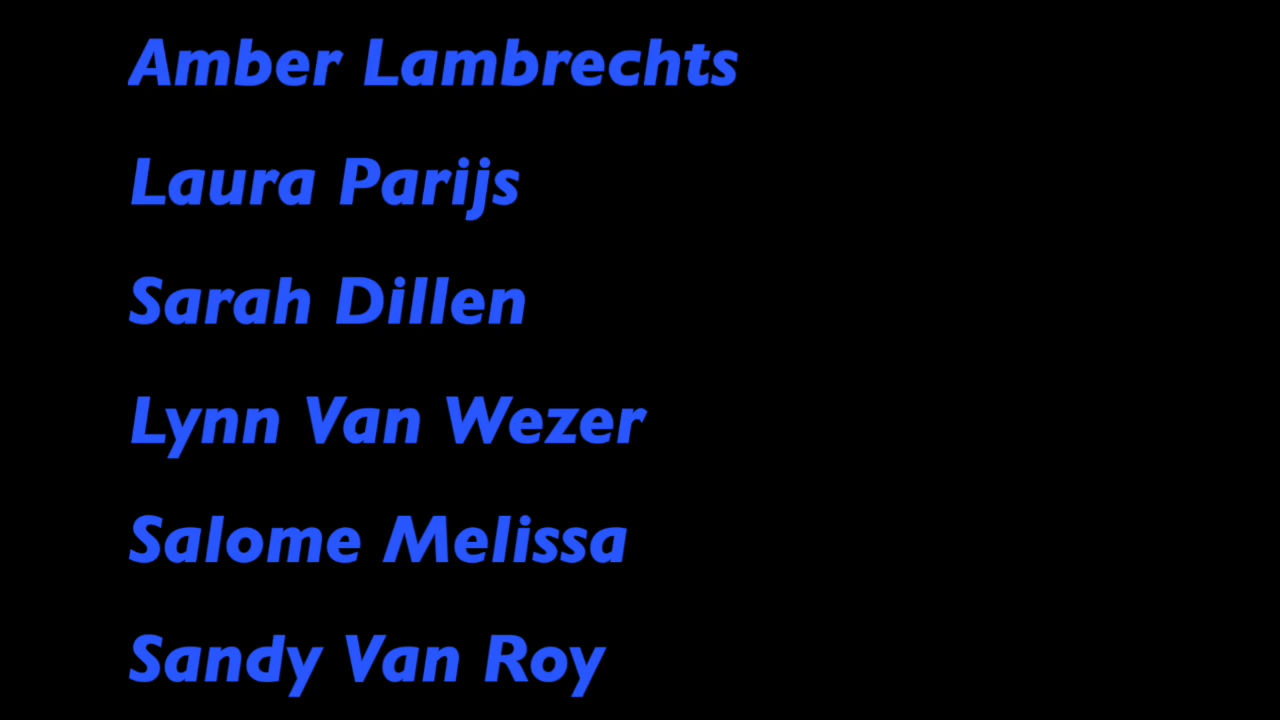 Amber Lambrechts
Laura Parijs
Sarah Dillen
Lynn Van Wezer
Salome Melissa
Sandy Van Roy